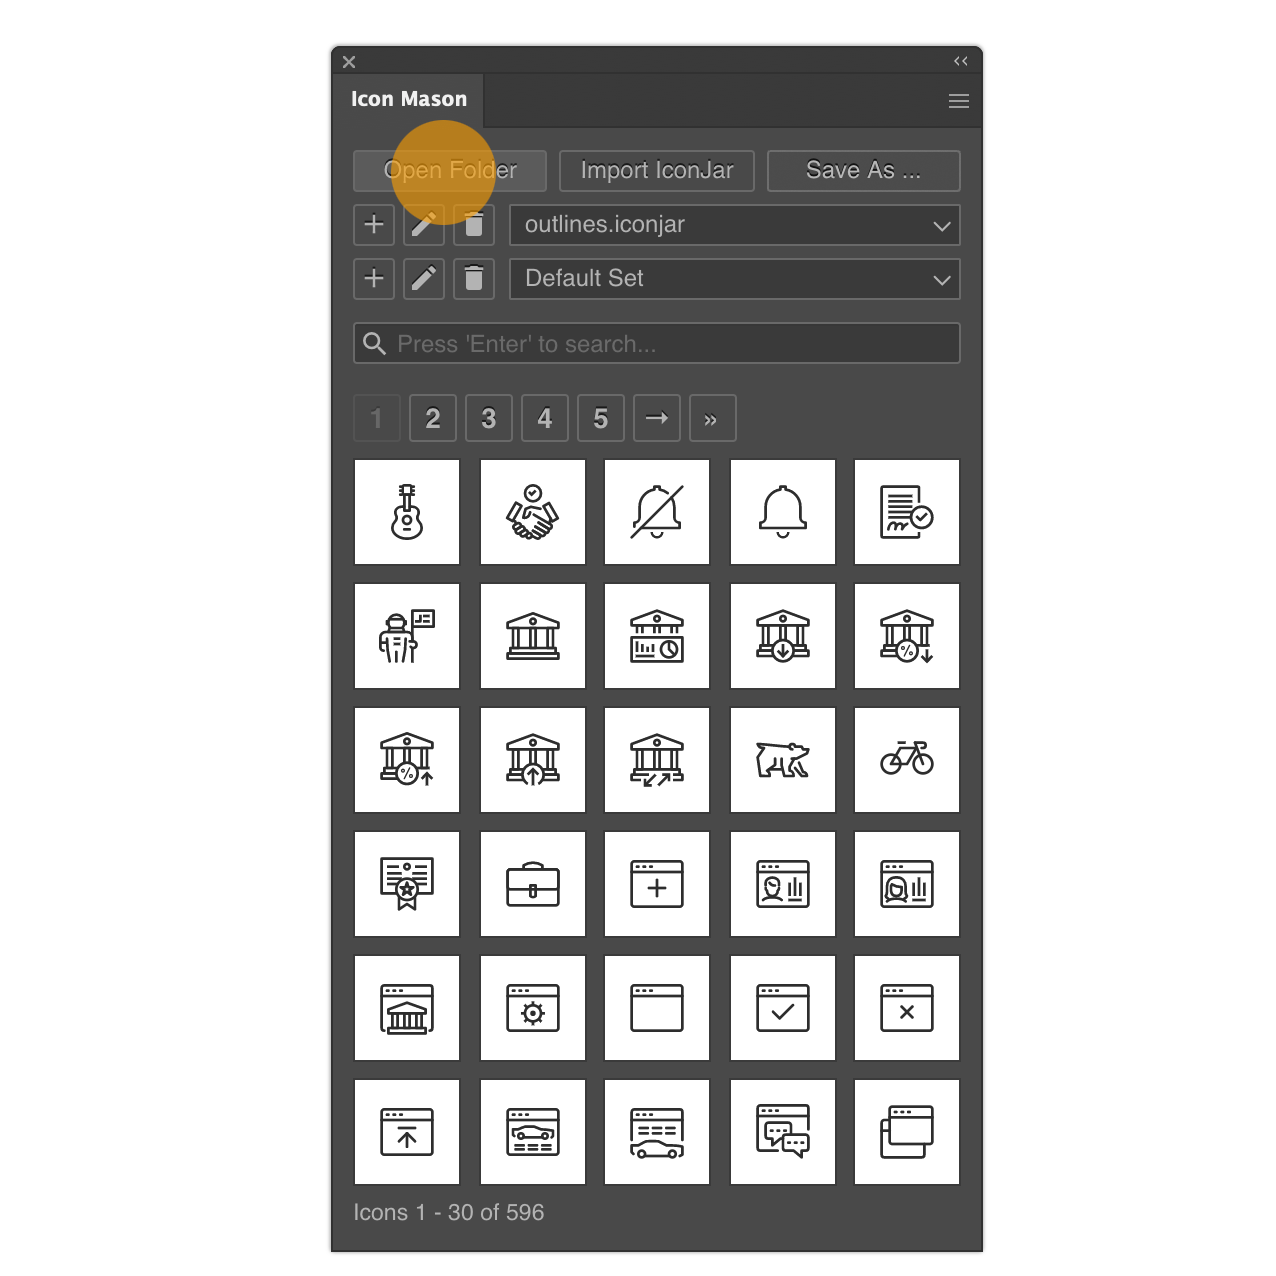 Icon Mason
Open Folder
Import IconJar
Save As ...
outlines.iconjar
Default Set
Press 'Enter' to search...
1 2 3 4 5 → »
Icons 1 - 30 of 596